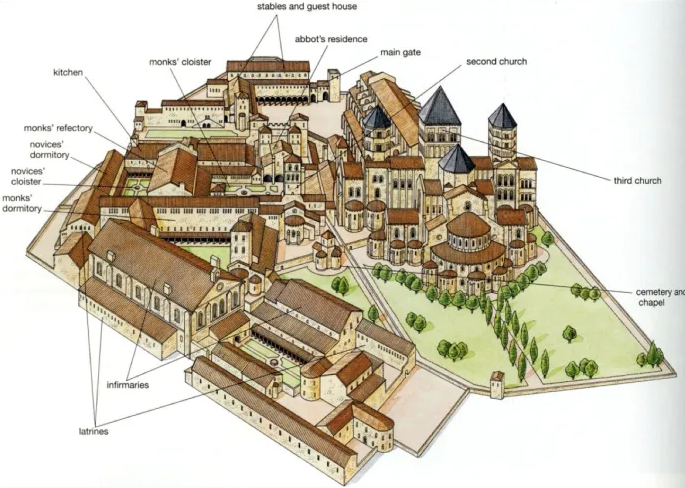 stables and guest house
abbot's residence
main gate
monks' cloister
second church
kitchen
monks' refectory
novices'
dormitory
novices'
cloister
monks'
dormitory
third church
cemetery and
chapel
infirmaries
latrines